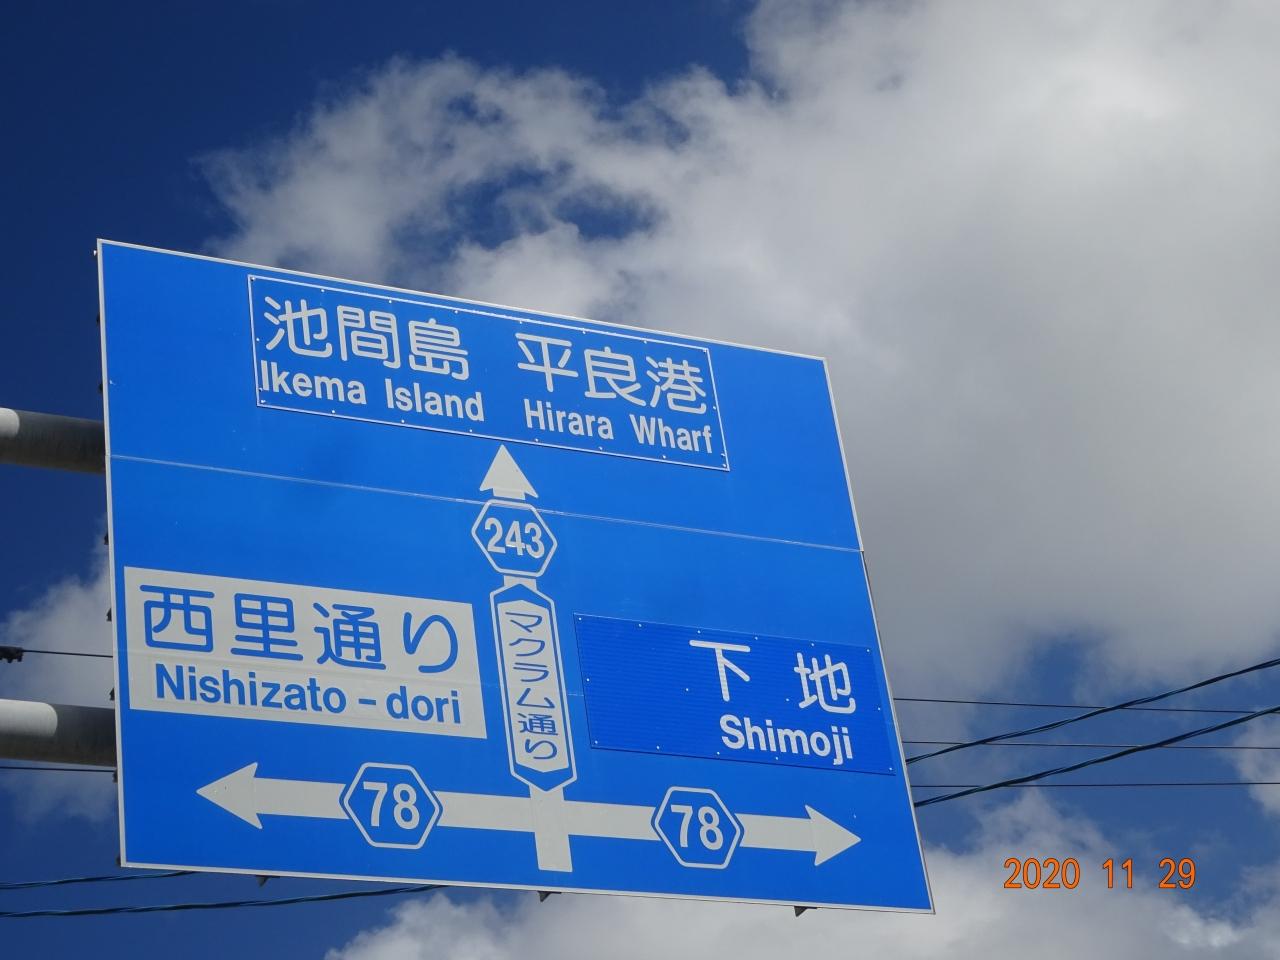 池間島 平良港
Ikema Island Hirara Wharf
243
西里通り
Nishizato-dori
マクラム通り
下地
Shimoji
78
78
2020 11 29